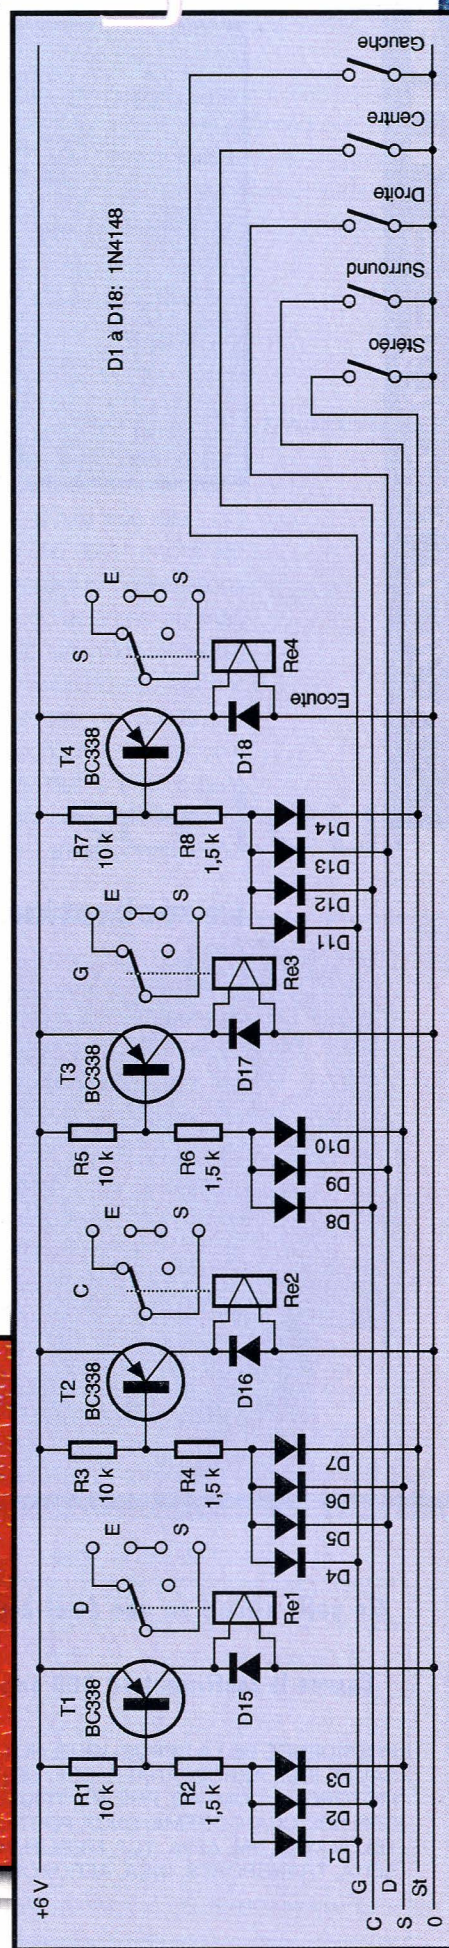 +6 V
R1
10 k
R2
1,5 k
D1
D2
D3
T1
BC338
D15
Re1
D
E
S
R3
10 k
R4
1,5 k
D4
D5
D6
D7
T2
BC338
D16
Re2
C
E
S
R5
10 k
R6
1,5 k
D8
D9
D10
T3
BC338
D17
Re3
G
E
S
R7
10 k
R8
1,5 k
D11
D12
D13
D14
T4
BC338
D18
Re4
Ecoute
S
E
S
D1 à D18: 1N4148
G
C
D
S
St
0
Stéréo
Surround
Droite
Centre
Gauche